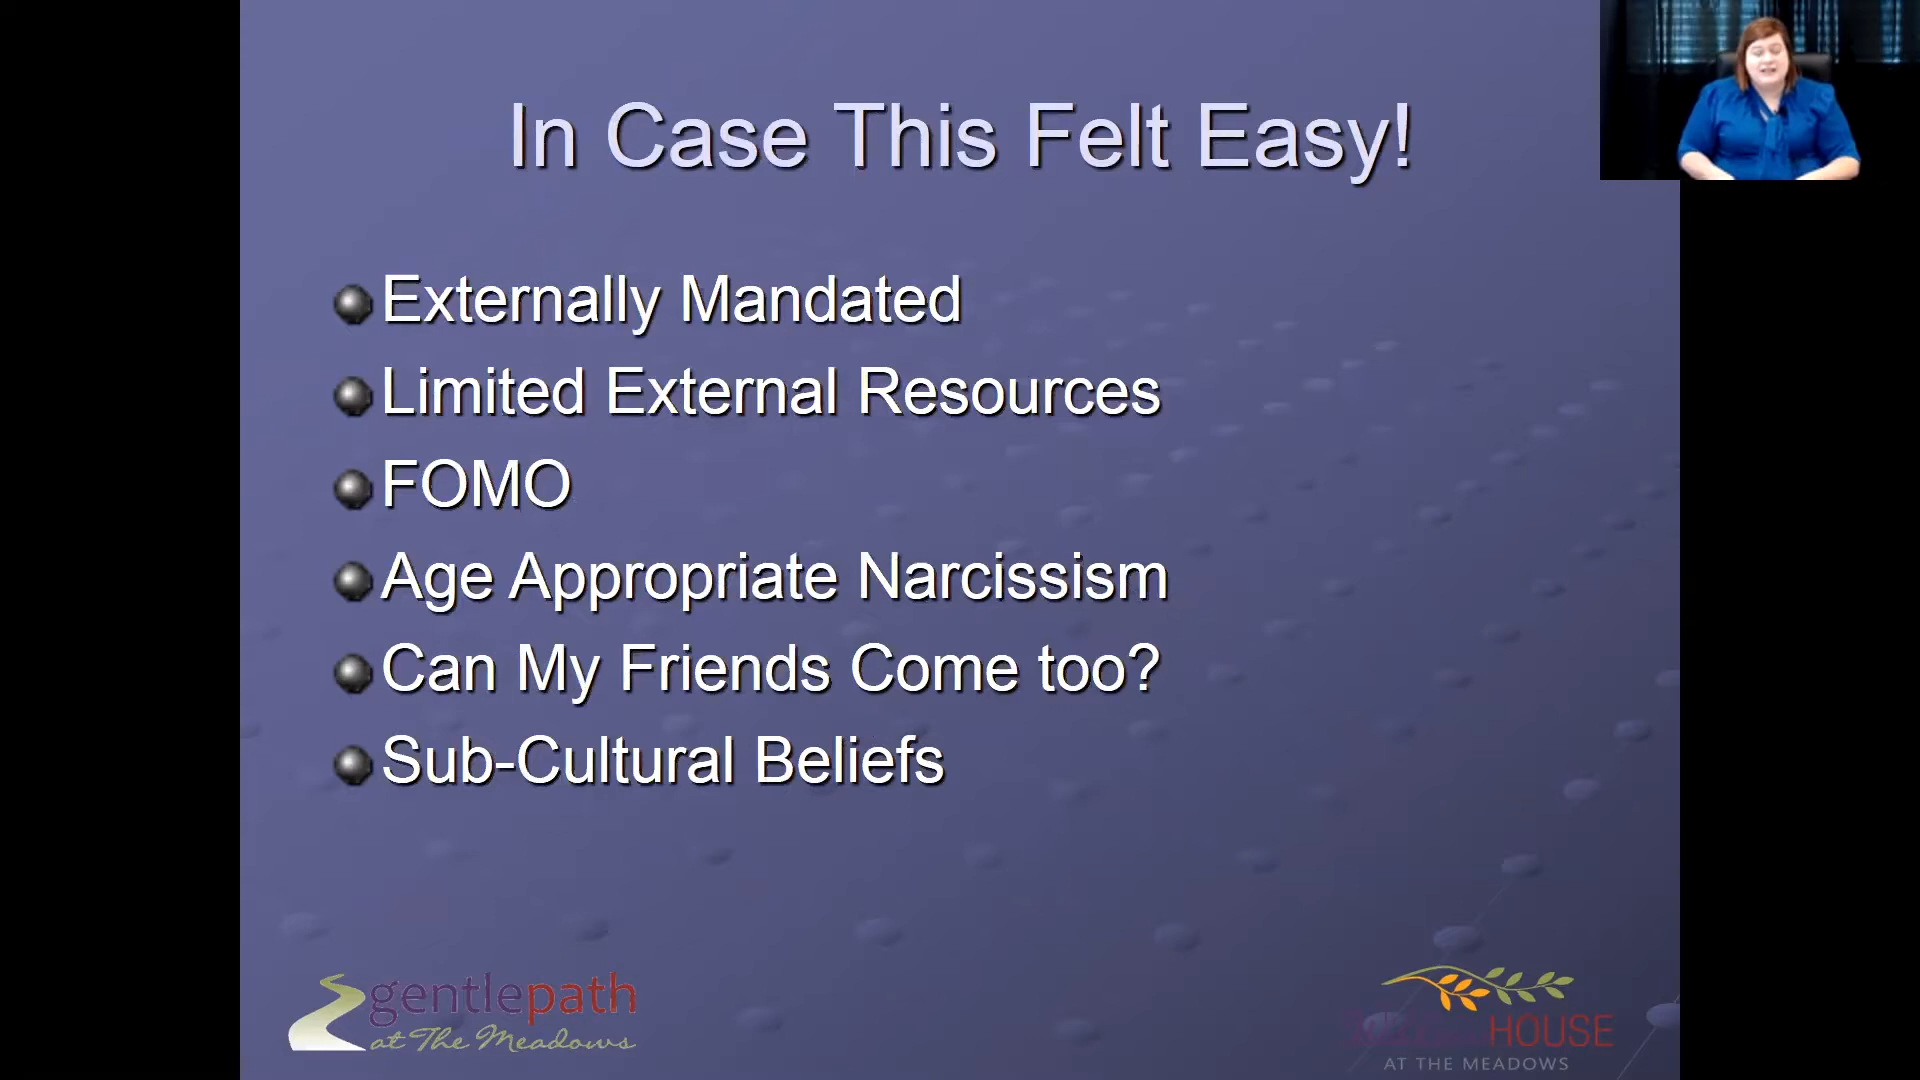 In Case This Felt Easy!
Externally Mandated
Limited External Resources
FOMO
Age Appropriate Narcissism
Can My Friends Come too?
Sub-Cultural Beliefs
gentlepath
at The Meadows
HOUSE
AT THE MEADOWS